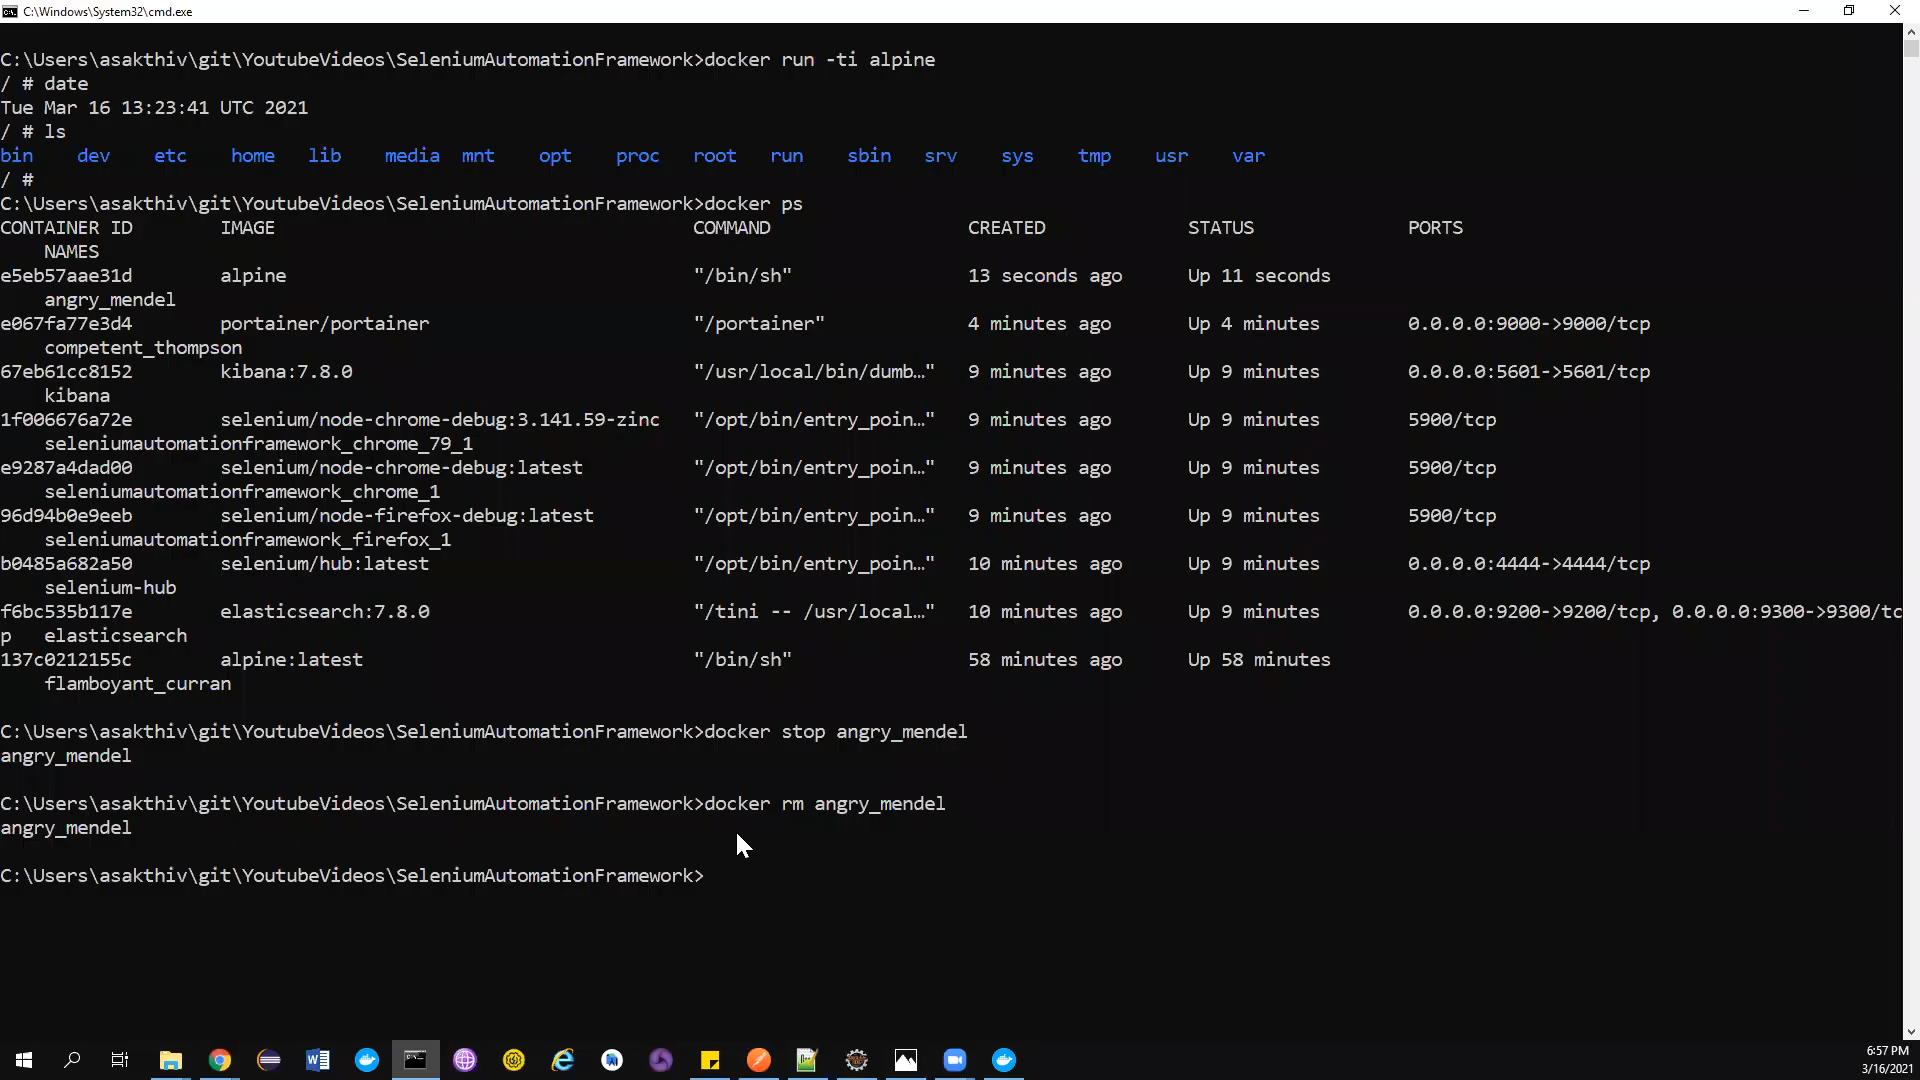 C:\Windows\System32\cmd.exe
C:\Users\asakthiv\git\YoutubeVideos\SeleniumAutomationFramework>docker run -ti alpine
/ # date
Tue Mar 16 13:23:41 UTC 2021
/ # ls
bin dev etc home lib media mnt opt proc root run sbin srv sys tmp usr var
/ #
C:\Users\asakthiv\git\YoutubeVideos\SeleniumAutomationFramework>docker ps
CONTAINER ID IMAGE COMMAND CREATED STATUS PORTS
NAMES
e5eb57aae31d alpine "/bin/sh" 13 seconds ago Up 11 seconds
angry_mendel
e067fa77e3d4 portainer/portainer "/portainer" 4 minutes ago Up 4 minutes 0.0.0.0:9000->9000/tcp
competent_thompson
67eb61cc8152 kibana:7.8.0 "/usr/local/bin/dumb…" 9 minutes ago Up 9 minutes 0.0.0.0:5601->5601/tcp
kibana
1f006676a72e selenium/node-chrome-debug:3.141.59-zinc "/opt/bin/entry_poin…" 9 minutes ago Up 9 minutes 5900/tcp
seleniumautomationframework_chrome_79_1
e9287a4dad00 selenium/node-chrome-debug:latest "/opt/bin/entry_poin…" 9 minutes ago Up 9 minutes 5900/tcp
seleniumautomationframework_chrome_1
96d94b0e9eeb selenium/node-firefox-debug:latest "/opt/bin/entry_poin…" 9 minutes ago Up 9 minutes 5900/tcp
seleniumautomationframework_firefox_1
b0485a682a50 selenium/hub:latest "/opt/bin/entry_poin…" 10 minutes ago Up 9 minutes 0.0.0.0:4444->4444/tcp
selenium-hub
f6bc535b117e elasticsearch:7.8.0 "/tini -- /usr/local…" 10 minutes ago Up 9 minutes 0.0.0.0:9200->9200/tcp, 0.0.0.0:9300->9300/tc
p elasticsearch
137c0212155c alpine:latest "/bin/sh" 58 minutes ago Up 58 minutes
flamboyant_curran
C:\Users\asakthiv\git\YoutubeVideos\SeleniumAutomationFramework>docker stop angry_mendel
angry_mendel
C:\Users\asakthiv\git\YoutubeVideos\SeleniumAutomationFramework>docker rm angry_mendel
angry_mendel
C:\Users\asakthiv\git\YoutubeVideos\SeleniumAutomationFramework>
6:57 PM
3/16/2021